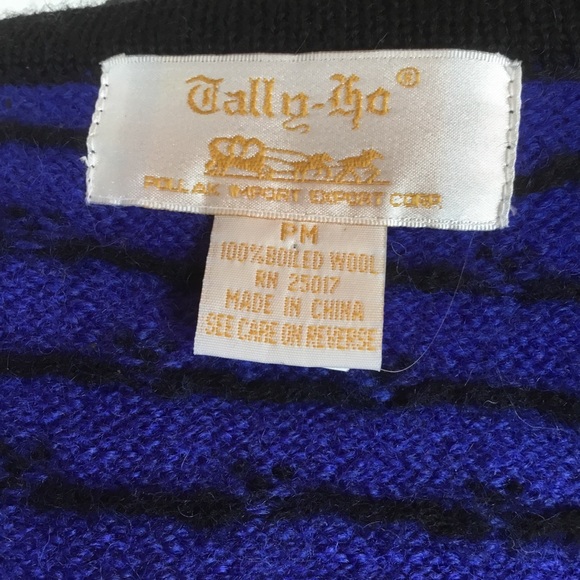 Tally-Ho®
POLLAK IMPORT EXPORT CORP.
PM
100% BOILED WOOL
RN 25017
MADE IN CHINA
SEE CARE ON REVERSE